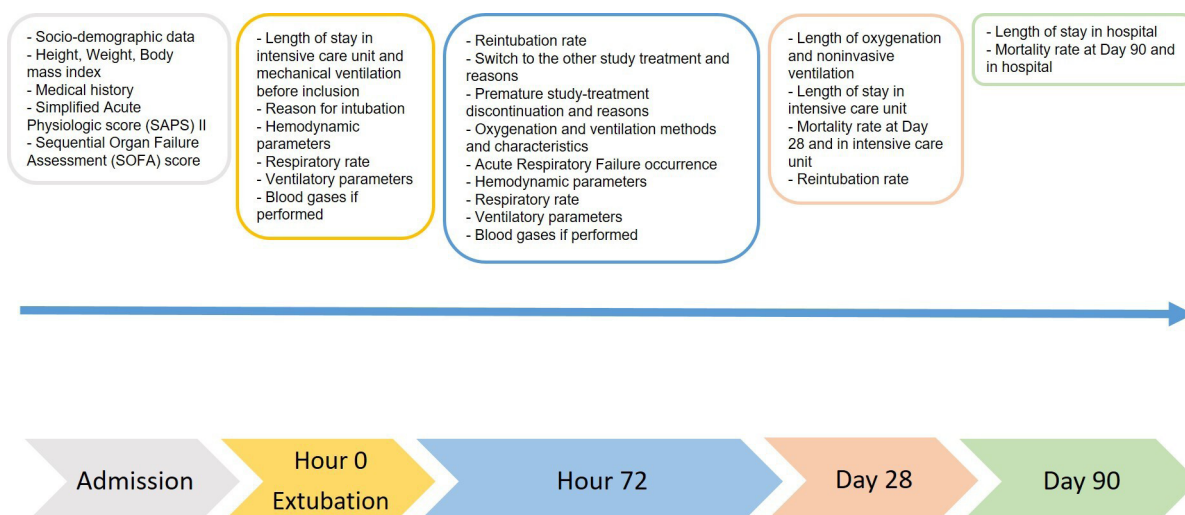 - Socio-demographic data
- Height, Weight, Body
mass index
- Medical history
- Simplified Acute
Physiologic score (SAPS) II
- Sequential Organ Failure
Assessment (SOFA) score
- Length of stay in
intensive care unit and
mechanical ventilation
before inclusion
- Reason for intubation
- Hemodynamic
parameters
- Respiratory rate
- Ventilatory parameters
- Blood gases if
performed
- Reintubation rate
- Switch to the other study treatment and
reasons
- Premature study-treatment
discontinuation and reasons
- Oxygenation and ventilation methods
and characteristics
- Acute Respiratory Failure occurrence
- Hemodynamic parameters
- Respiratory rate
- Ventilatory parameters
- Blood gases if performed
- Length of oxygenation
and noninvasive
ventilation
- Length of stay in
intensive care unit
- Mortality rate at Day
28 and in intensive care
unit
- Reintubation rate
- Length of stay in hospital
- Mortality rate at Day 90 and
in hospital
Admission
Hour 0
Extubation
Hour 72
Day 28
Day 90